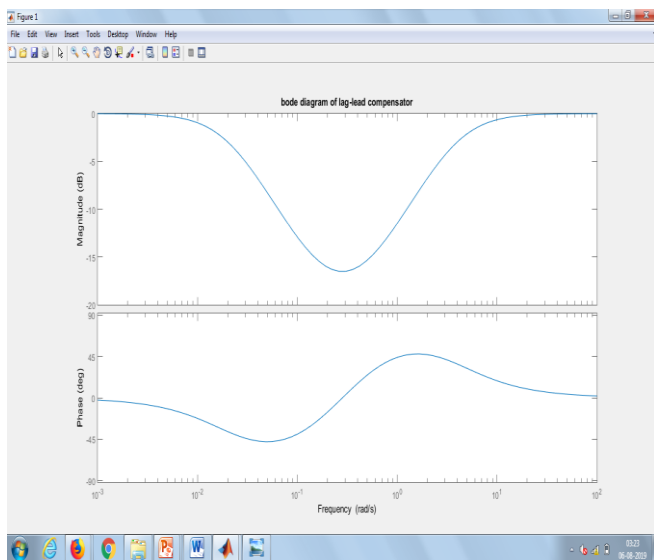 Figure 1
File Edit View Insert Tools Desktop Window Help
bode diagram of lag-lead compensator
0
-5
-10
-15
-20
Magnitude (dB)
90
45
0
-45
-90
Phase (deg)
10^-3 10^-2 10^-1 10^0 10^1 10^2
Frequency (rad/s)
03:23
06-08-2019